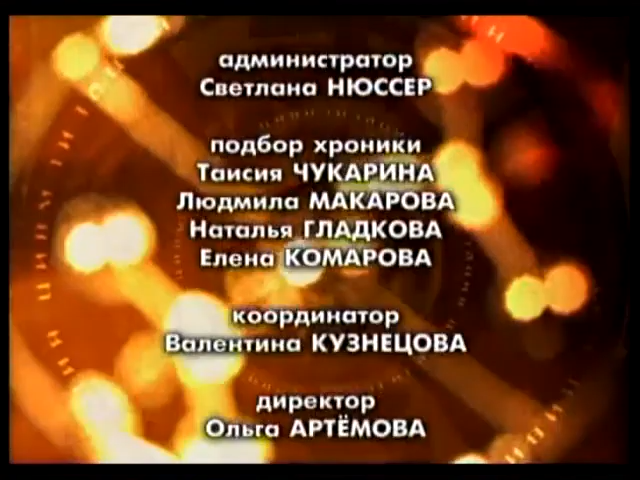 администратор
Светлана НЮССЕР
подбор хроники
Таисия ЧУКАРИНА
Людмила МАКАРОВА
Наталья ГЛАДКОВА
Елена КОМАРОВА
координатор
Валентина КУЗНЕЦОВА
директор
Ольга АРТЁМОВА